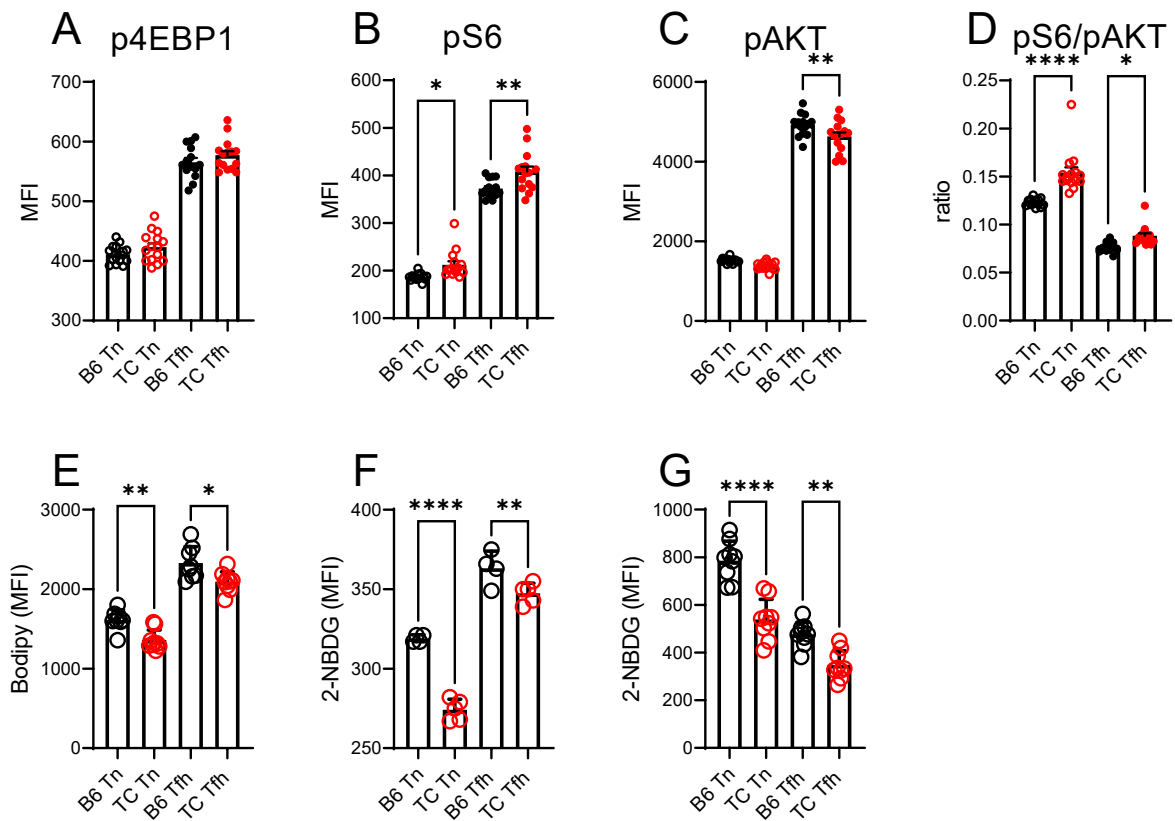 A p4EBP1
MFI
700
600
500
400
300
B6 Tn
TC Tn
B6 Tfh
TC Tfh
B pS6
* **
MFI
600
500
400
300
200
100
B6 Tn
TC Tn
B6 Tfh
TC Tfh
C pAKT
**
MFI
6000
4000
2000
0
B6 Tn
TC Tn
B6 Tfh
TC Tfh
D pS6/pAKT
**** *
ratio
0.25
0.20
0.15
0.10
0.05
0.00
B6 Tn
TC Tn
B6 Tfh
TC Tfh
E
** *
Bodipy (MFI)
3000
2000
1000
0
B6 Tn
TC Tn
B6 Tfh
TC Tfh
F
**** **
2-NBDG (MFI)
400
350
300
250
B6 Tn
TC Tn
B6 Tfh
TC Tfh
G
**** **
2-NBDG (MFI)
1000
800
600
400
200
0
B6 Tn
TC Tn
B6 Tfh
TC Tfh